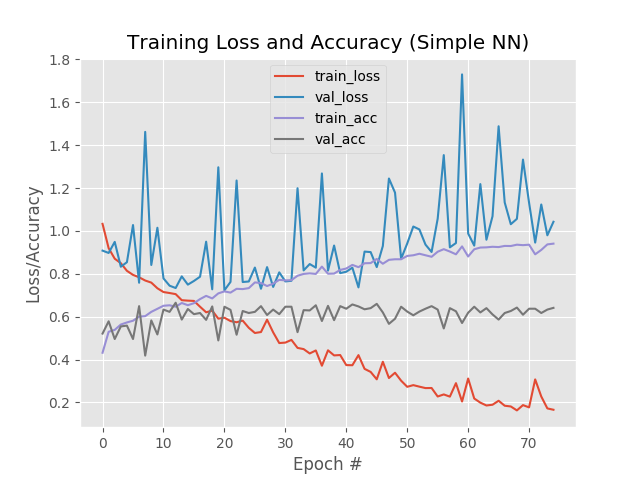 Training Loss and Accuracy (Simple NN)
train_loss
val_loss
train_acc
val_acc
Loss/Accuracy
1.8
1.6
1.4
1.2
1.0
0.8
0.6
0.4
0.2
0 10 20 30 40 50 60 70
Epoch #